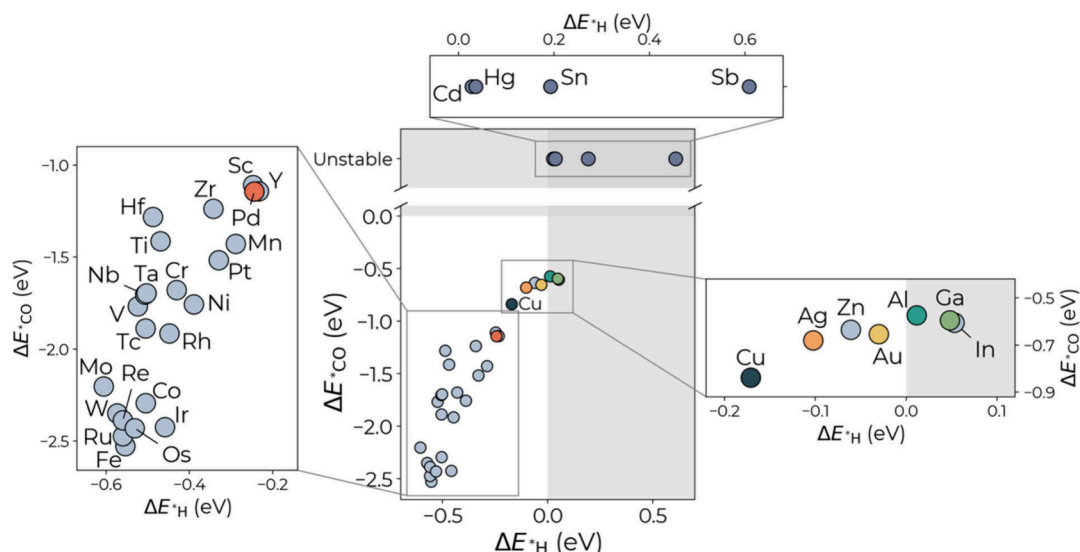 ΔE*H (eV)
0.0 0.2 0.4 0.6
Cd Hg Sn Sb
Unstable
−1.0
−1.5
−2.0
−2.5
ΔE*CO (eV)
Sc Y
Zr Pd
Hf
Ti Mn
Pt
Nb Ta Cr
V Ni
Tc Rh
Mo Re
W Co
Ir
Ru Os
Fe
−0.6 −0.4 −0.2
ΔE*H (eV)
0.0
−0.5
−1.0
−1.5
−2.0
−2.5
ΔE*CO (eV)
Cu
−0.5 0.0 0.5
ΔE*H (eV)
Cu Ag Zn Au Al Ga In
−0.5
−0.7
−0.9
ΔE*CO (eV)
−0.2 −0.1 0.0 0.1
ΔE*H (eV)